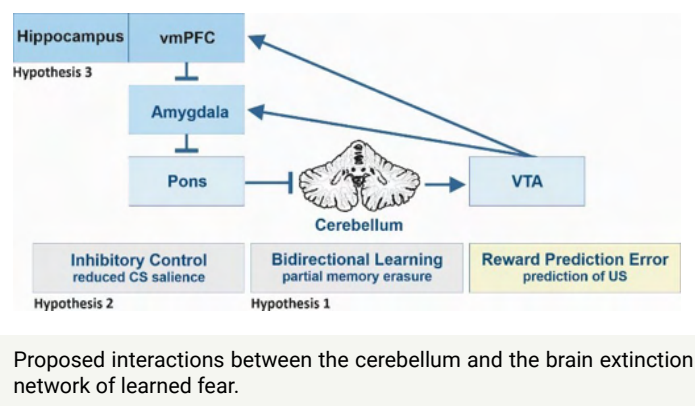 Hippocampus vmPFC
Hypothesis 3
Amygdala
Pons
VTA
Cerebellum
Inhibitory Control
reduced CS salience
Bidirectional Learning
partial memory erasure
Reward Prediction Error
prediction of US
Hypothesis 2
Hypothesis 1
Proposed interactions between the cerebellum and the brain extinction
network of learned fear.